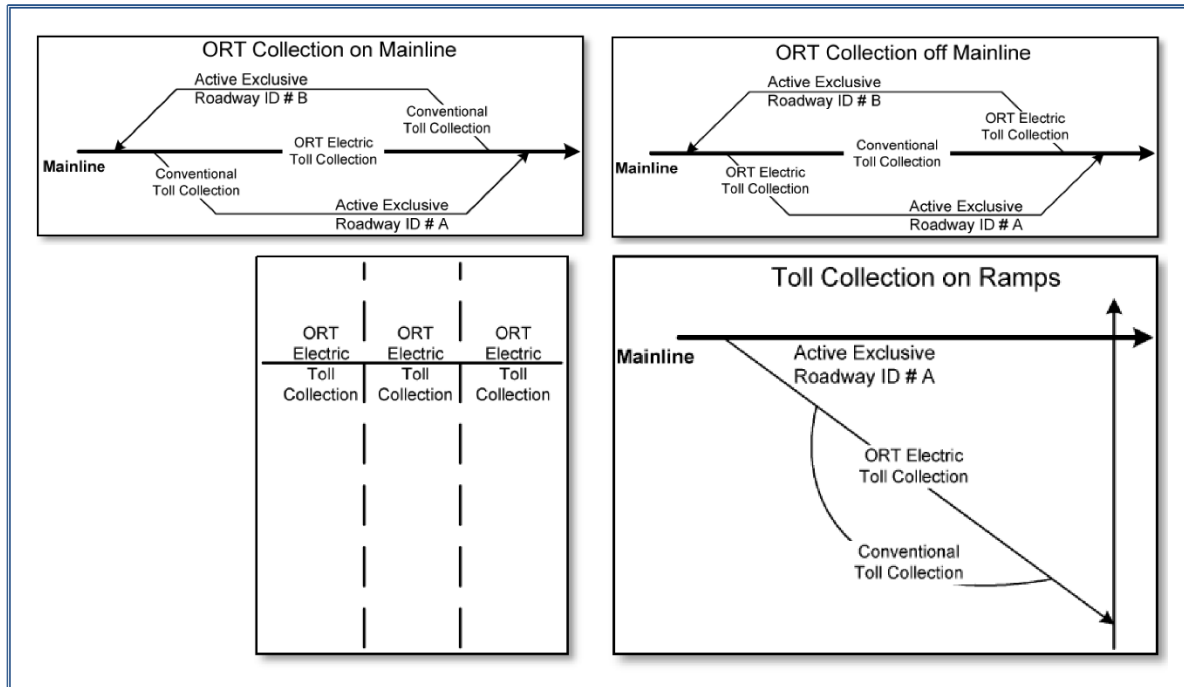 ORT Collection on Mainline
Active Exclusive
Roadway ID # B
Conventional
Toll Collection
ORT Electric
Toll Collection
Mainline
Conventional
Toll Collection
Active Exclusive
Roadway ID # A
ORT Collection off Mainline
Active Exclusive
Roadway ID # B
ORT Electric
Toll Collection
Conventional
Toll Collection
Mainline
ORT Electric
Toll Collection
Active Exclusive
Roadway ID # A
ORT
Electric
Toll
Collection
ORT
Electric
Toll
Collection
ORT
Electric
Toll
Collection
Toll Collection on Ramps
Mainline
Active Exclusive
Roadway ID # A
ORT Electric
Toll Collection
Conventional
Toll Collection